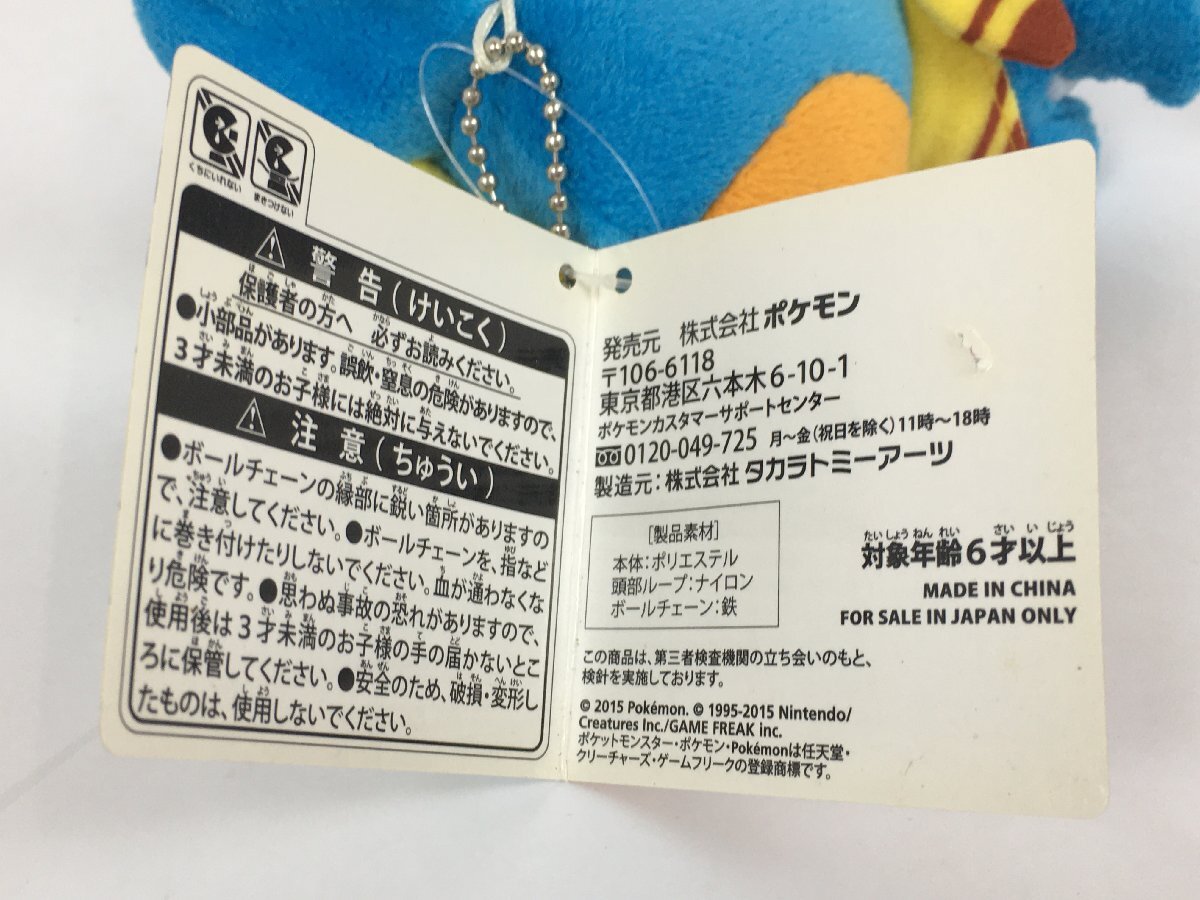 くちにいれない
まきつけない
警告(けいこく)
保護者の方へ 必ずお読みください。
●小部品があります。誤飲・窒息の危険がありますので、
3才未満のお子様には絶対に与えないでください。
注意(ちゅうい)
●ボールチェーンの縁部に鋭い箇所がありますの
で、注意してください。●ボールチェーンを、指など
に巻き付けたりしないでください。血が通わなくな
り危険です。●思わぬ事故の恐れがありますので、
使用後は3才未満のお子様の手の届かないとこ
ろに保管してください。●安全のため、破損・変形し
たものは、使用しないでください。
発売元 株式会社 ポケモン
〒106-6118
東京都港区六本木6-10-1
ポケモンカスタマーサポートセンター
0120-049-725 月〜金(祝日を除く)11時〜18時
製造元:株式会社 タカラトミーアーツ
[製品素材]
本体:ポリエステル
頭部ループ:ナイロン
ボールチェーン:鉄
たいしょうねんれい さいいじょう
対象年齢6才以上
MADE IN CHINA
FOR SALE IN JAPAN ONLY
この商品は、第三者検査機関の立ち会いのもと、
検針を実施しております。
© 2015 Pokémon. © 1995-2015 Nintendo/
Creatures Inc./GAME FREAK inc.
ポケットモンスター・ポケモン・Pokémonは任天堂・
クリーチャーズ・ゲームフリークの登録商標です。